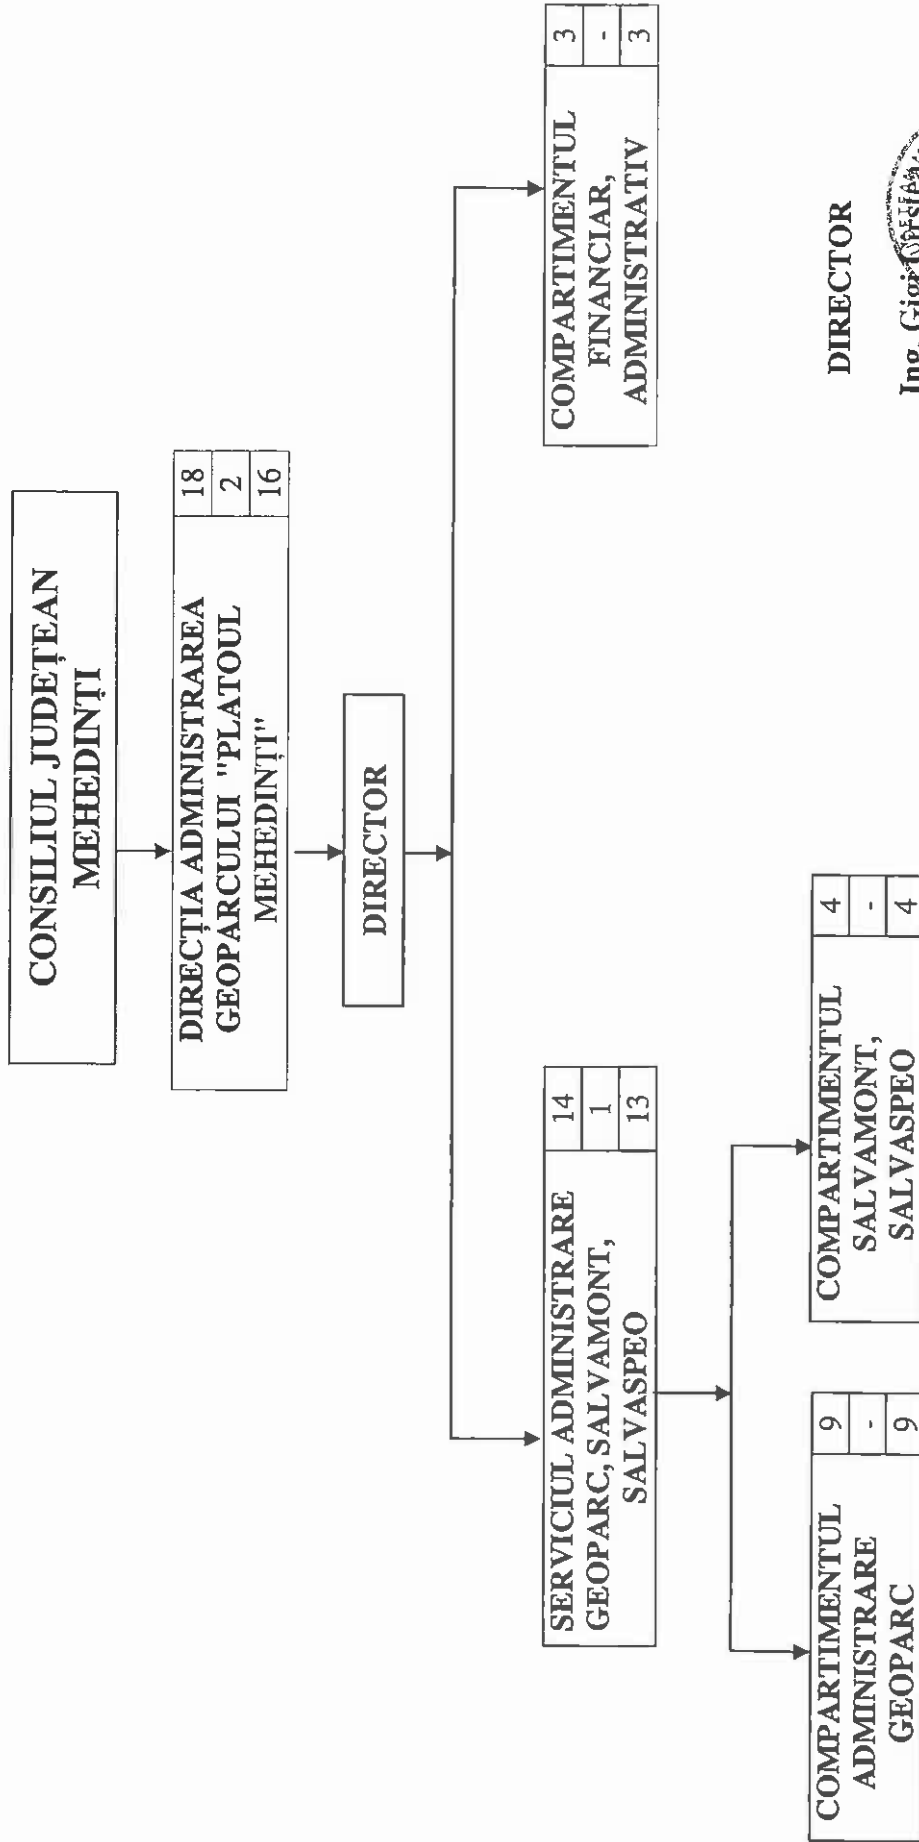 CONSILIUL JUDEȚEAN
MEHEDINȚI
DIRECȚIA ADMINISTRAREA
GEOPARCULUI "PLATOUL
MEHEDINȚI"
18
2
16
DIRECTOR
SERVICIUL ADMINISTRARE
GEOPARC, SALVAMONT,
SALVASPEO
14
1
13
COMPARTIMENTUL
FINANCIAR,
ADMINISTRATIV
3
-
3
COMPARTIMENTUL
ADMINISTRARE
GEOPARC
9
-
9
COMPARTIMENTUL
SALVAMONT,
SALVASPEO
4
-
4
DIRECTOR
Ing. Gigi